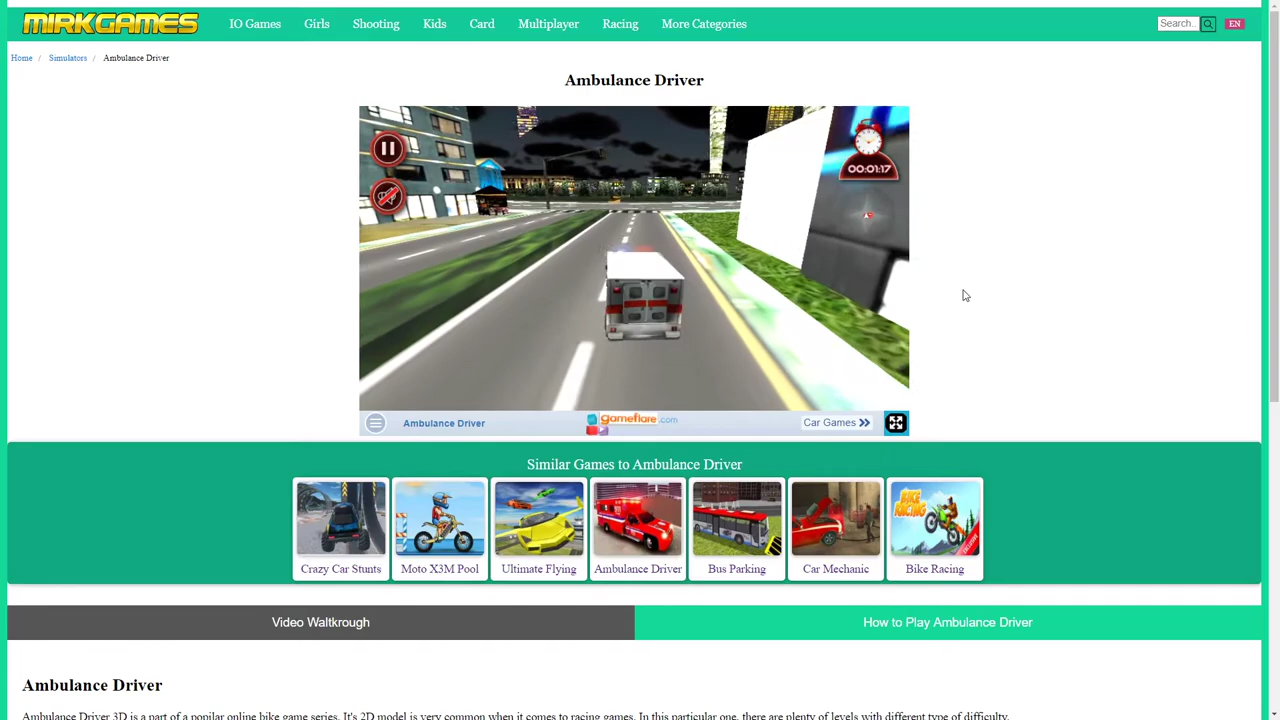 MIRKGAMES
IO Games Girls Shooting Kids Card Multiplayer Racing More Categories
Search.. EN
Home / Simulators / Ambulance Driver
Ambulance Driver
00:01:17
Ambulance Driver gameflare.com Car Games
Similar Games to Ambulance Driver
Crazy Car Stunts Moto X3M Pool Ultimate Flying Ambulance Driver Bus Parking Car Mechanic Bike Racing
BIKE RACING
Video Waltkrough How to Play Ambulance Driver
Ambulance Driver
Ambulance Driver 3D is a part of a popilar online bike game series. It's 2D model is very common when it comes to racing games. In this particular one, there are plenty of levels with different type of difficulty.